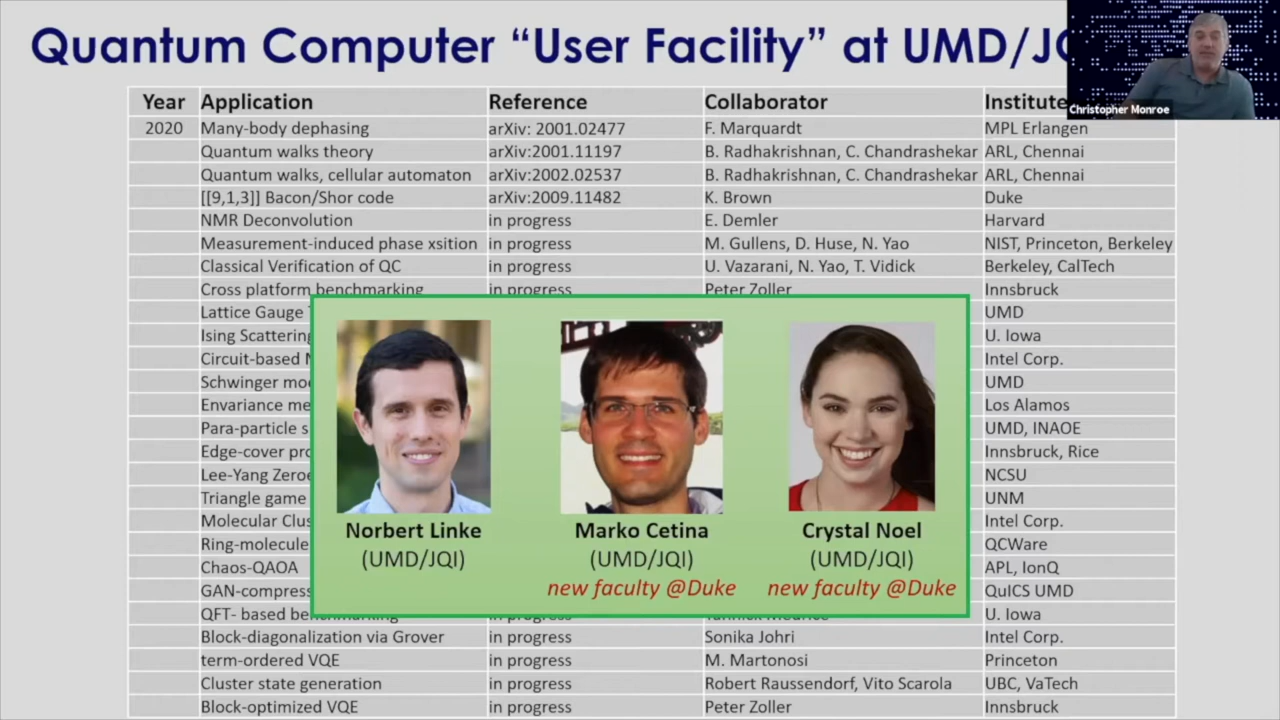 Quantum Computer “User Facility” at UMD/JQ
Christopher Monroe
Year Application Reference Collaborator Institute
2020 Many-body dephasing arXiv: 2001.02477 F. Marquardt MPL Erlangen
Quantum walks theory arXiv:2001.11197 B. Radhakrishnan, C. Chandrashekar ARL, Chennai
Quantum walks, cellular automaton arXiv:2002.02537 B. Radhakrishnan, C. Chandrashekar ARL, Chennai
[[9,1,3]] Bacon/Shor code arXiv:2009.11482 K. Brown Duke
NMR Deconvolution in progress E. Demler Harvard
Measurement-induced phase xsition in progress M. Gullens, D. Huse, N. Yao NIST, Princeton, Berkeley
Classical Verification of QC in progress U. Vazarani, N. Yao, T. Vidick Berkeley, CalTech
Cross platform benchmarking in progress Peter Zoller Innsbruck
Lattice Gauge UMD
Ising Scattering U. Iowa
Circuit-based Intel Corp.
Schwinger UMD
Envariance Los Alamos
Para-particle UMD, INAOE
Edge-cover Innsbruck, Rice
Lee-Yang NCSU
Triangle game UNM
Molecular Intel Corp.
Ring-molecule QCWare
Chaos-QAOA APL, IonQ
GAN-compress QuICS UMD
QFT- based benchmarking in progress Yannick Meurice U. Iowa
Block-diagonalization via Grover in progress Sonika Johri Intel Corp.
term-ordered VQE in progress M. Martonosi Princeton
Cluster state generation in progress Robert Raussendorf, Vito Scarola UBC, VaTech
Block-optimized VQE in progress Peter Zoller Innsbruck
Norbert Linke Marko Cetina Crystal Noel
(UMD/JQI) (UMD/JQI) (UMD/JQI)
new faculty @Duke new faculty @Duke